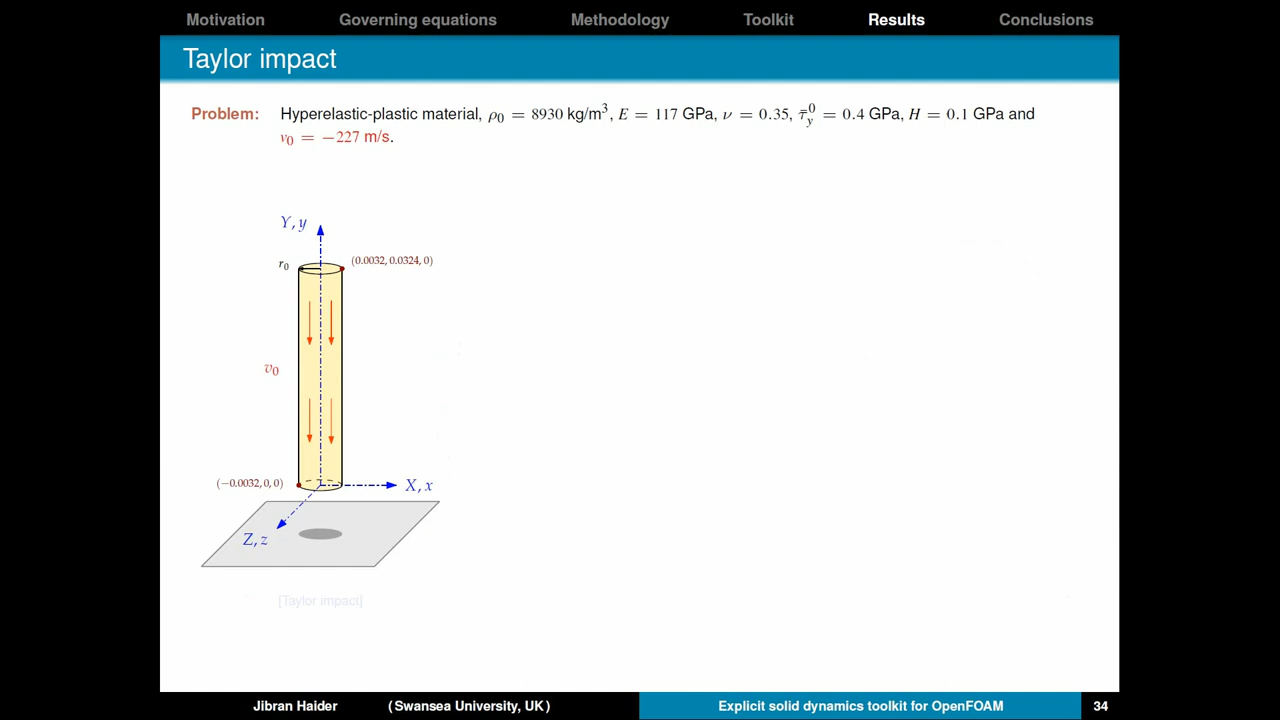 Motivation Governing equations Methodology Toolkit Results Conclusions
Taylor impact
Problem: Hyperelastic-plastic material, ρ₀ = 8930 kg/m³, E = 117 GPa, ν = 0.35, τ̄⁰ᵧ = 0.4 GPa, H = 0.1 GPa and
v₀ = −227 m/s.
Y, y
r₀
(0.0032, 0.0324, 0)
v₀
(−0.0032, 0, 0)
X, x
Z, z
[Taylor impact]
Jibran Haider (Swansea University, UK) Explicit solid dynamics toolkit for OpenFOAM 34